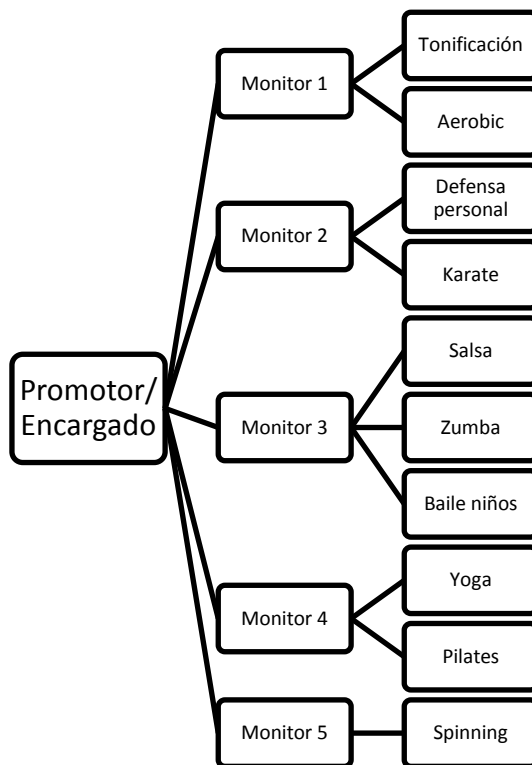 Promotor/
Encargado
Monitor 1
Tonificación
Aerobic
Monitor 2
Defensa
personal
Karate
Monitor 3
Salsa
Zumba
Baile niños
Monitor 4
Yoga
Pilates
Monitor 5
Spinning